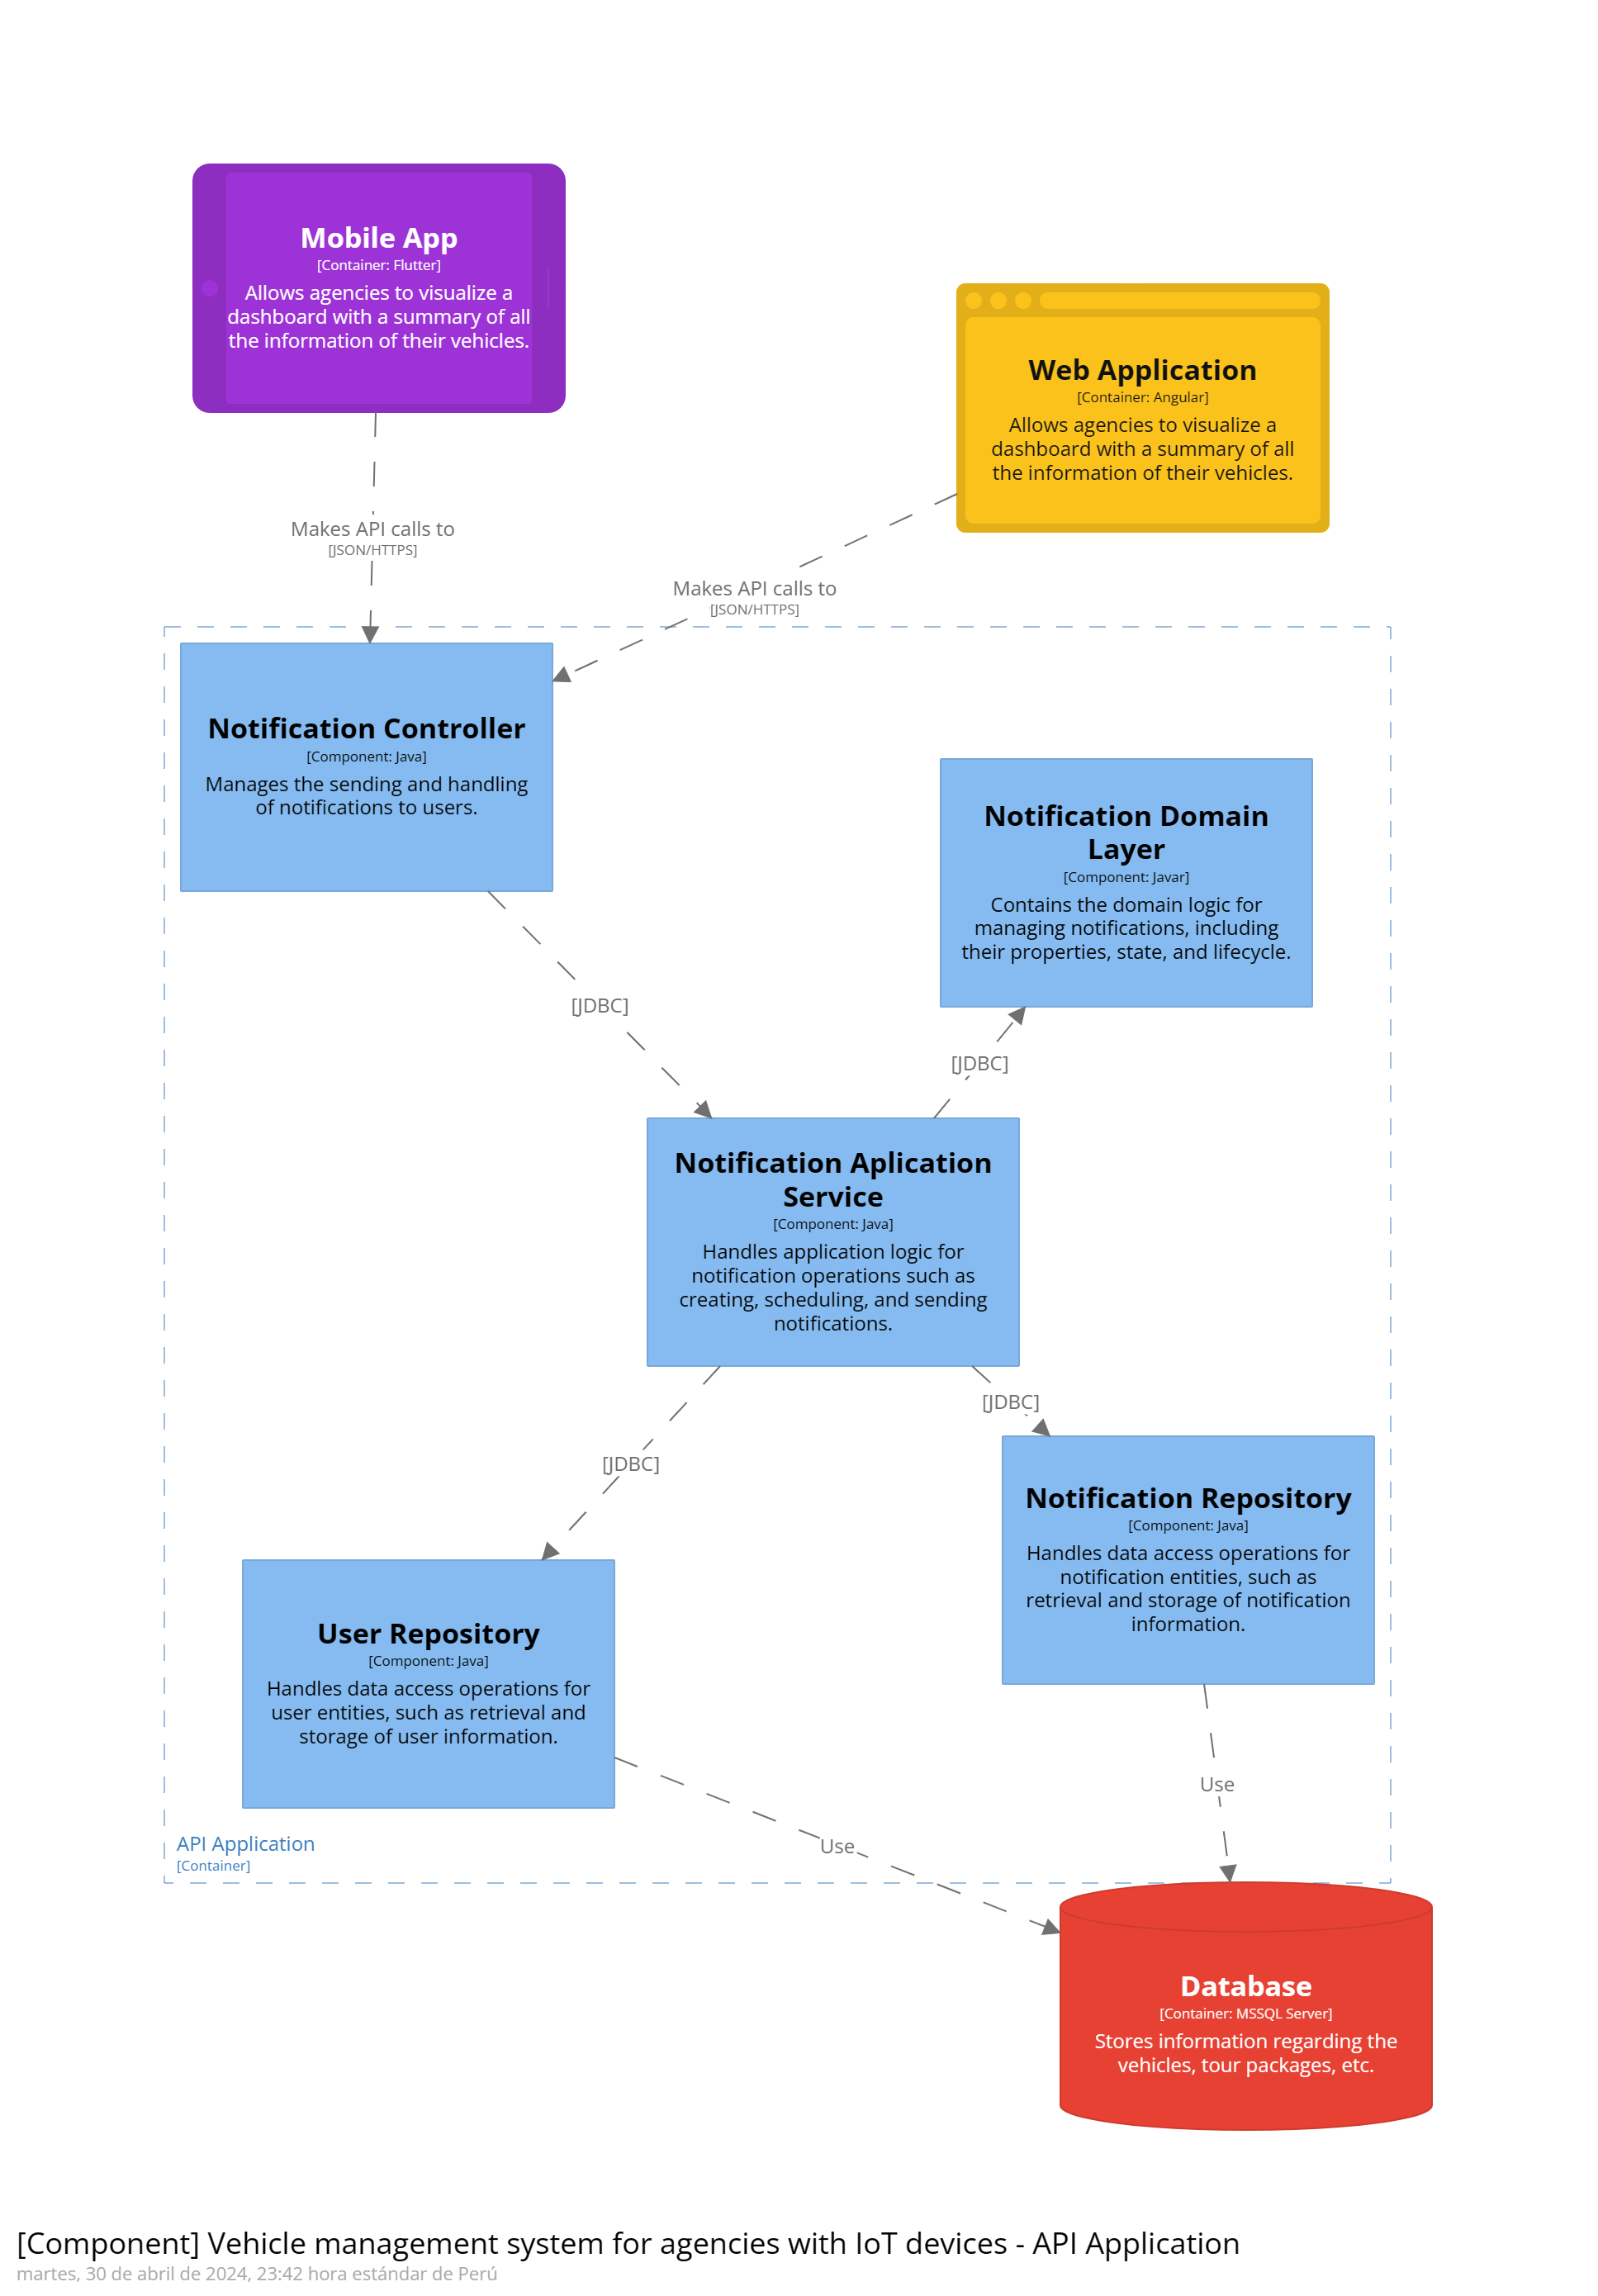 Mobile App
[Container: Flutter]
Allows agencies to visualize a
dashboard with a summary of all
the information of their vehicles.
Web Application
[Container: Angular]
Allows agencies to visualize a
dashboard with a summary of all
the information of their vehicles.
Makes API calls to
[JSON/HTTPS]
Makes API calls to
[JSON/HTTPS]
Notification Controller
[Component: Java]
Manages the sending and handling
of notifications to users.
Notification Domain
Layer
[Component: Javar]
Contains the domain logic for
managing notifications, including
their properties, state, and lifecycle.
[JDBC]
[JDBC]
Notification Aplication
Service
[Component: Java]
Handles application logic for
notification operations such as
creating, scheduling, and sending
notifications.
[JDBC]
[JDBC]
Notification Repository
[Component: Java]
Handles data access operations for
notification entities, such as
retrieval and storage of notification
information.
User Repository
[Component: Java]
Handles data access operations for
user entities, such as retrieval and
storage of user information.
Use
Use
API Application
[Container]
Database
[Container: MSSQL Server]
Stores information regarding the
vehicles, tour packages, etc.
[Component] Vehicle management system for agencies with IoT devices - API Application
martes, 30 de abril de 2024, 23:42 hora estándar de Perú